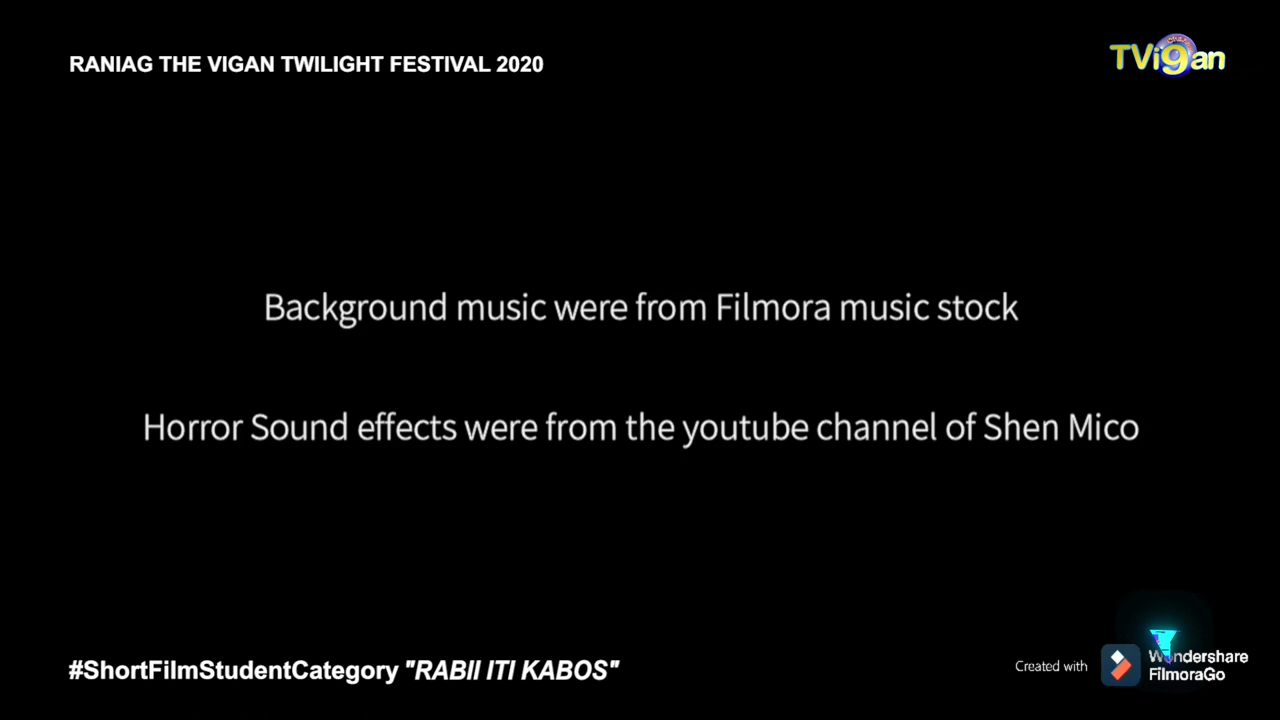 RANIAG THE VIGAN TWILIGHT FESTIVAL 2020
TVigan
Background music were from Filmora music stock
Horror Sound effects were from the youtube channel of Shen Mico
#ShortFilmStudentCategory "RABII ITI KABOS"
Created with
Wondershare
FilmoraGo